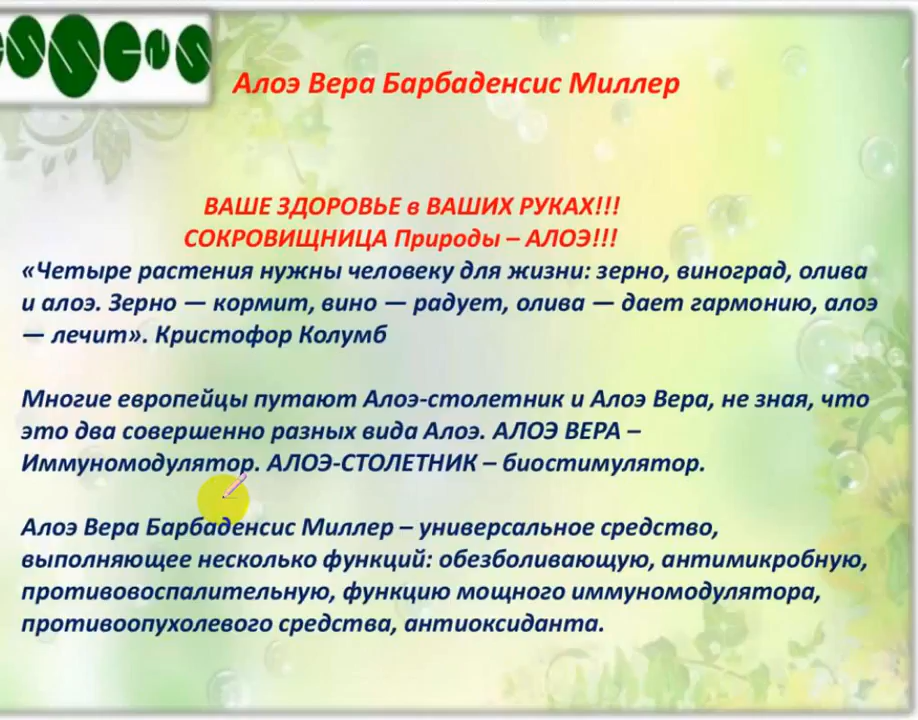 ssens
Алоэ Вера Барбаденсис Миллер
ВАШЕ ЗДОРОВЬЕ в ВАШИХ РУКАХ!!!
СОКРОВИЩНИЦА Природы – АЛОЭ!!!
«Четыре растения нужны человеку для жизни: зерно, виноград, олива
и алоэ. Зерно — кормит, вино — радует, олива — дает гармонию, алоэ
— лечит». Кристофор Колумб
Многие европейцы путают Алоэ-столетник и Алоэ Вера, не зная, что
это два совершенно разных вида Алоэ. АЛОЭ ВЕРА –
Иммуномодулятор. АЛОЭ-СТОЛЕТНИК – биостимулятор.
Алоэ Вера Барбаденсис Миллер – универсальное средство,
выполняющее несколько функций: обезболивающую, антимикробную,
противовоспалительную, функцию мощного иммуномодулятора,
противоопухолевого средства, антиоксиданта.